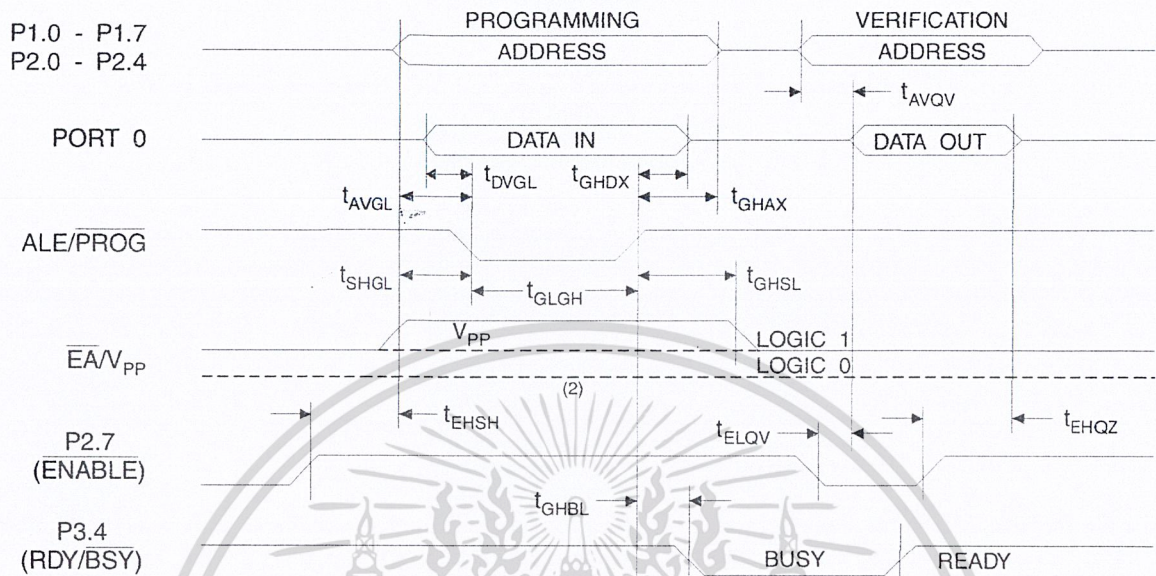 PROGRAMMING
VERIFICATION
P1.0 - P1.7
P2.0 - P2.4
ADDRESS
ADDRESS
tAVQV
PORT 0
DATA IN
DATA OUT
tDVGL
tGHDX
tAVGL
tGHAX
ALE/PROG
tSHGL
tGLGH
tGHSL
VPP
LOGIC 1
EA/VPP
LOGIC 0
(2)
tEHSH
tELQV
tEHQZ
P2.7
(ENABLE)
tGHBL
P3.4
(RDY/BSY)
BUSY
READY